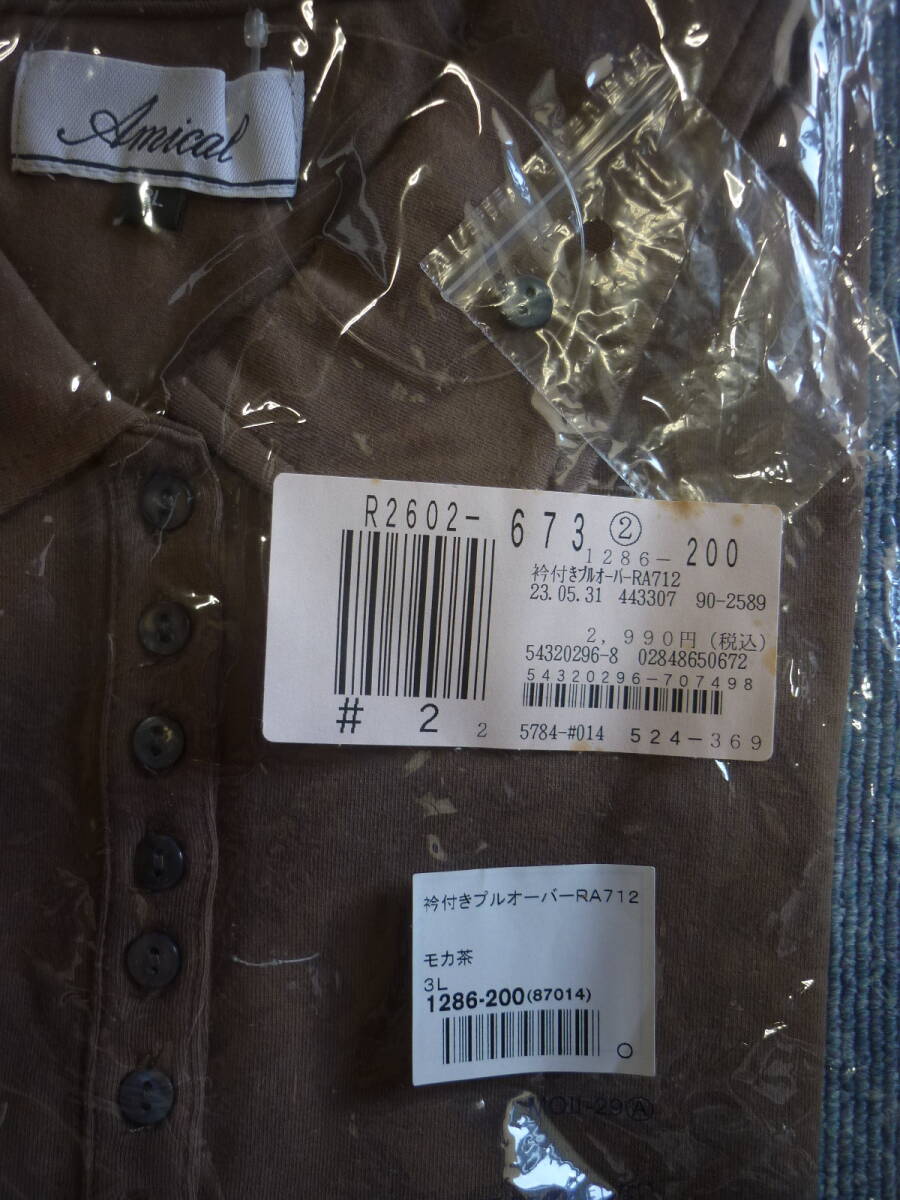 Amical
R2602- 673 ②
1286- 200
衿付きプルオーバーRA712
23.05.31 443307 90-2589
2,990円(税込)
54320296-8 02848650672
54320296-707498
# 2 2 5784-#014 524-369
衿付きプルオーバーRA712
モカ茶
3L
1286-200(87014)